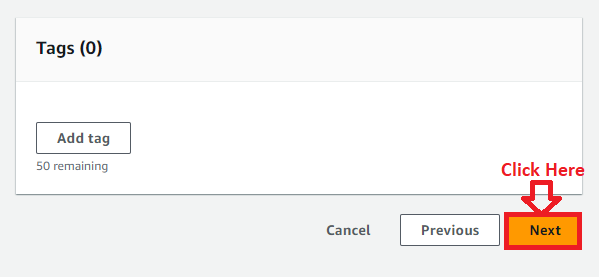 Tags (0)
Add tag
50 remaining
Click Here
Cancel
Previous
Next